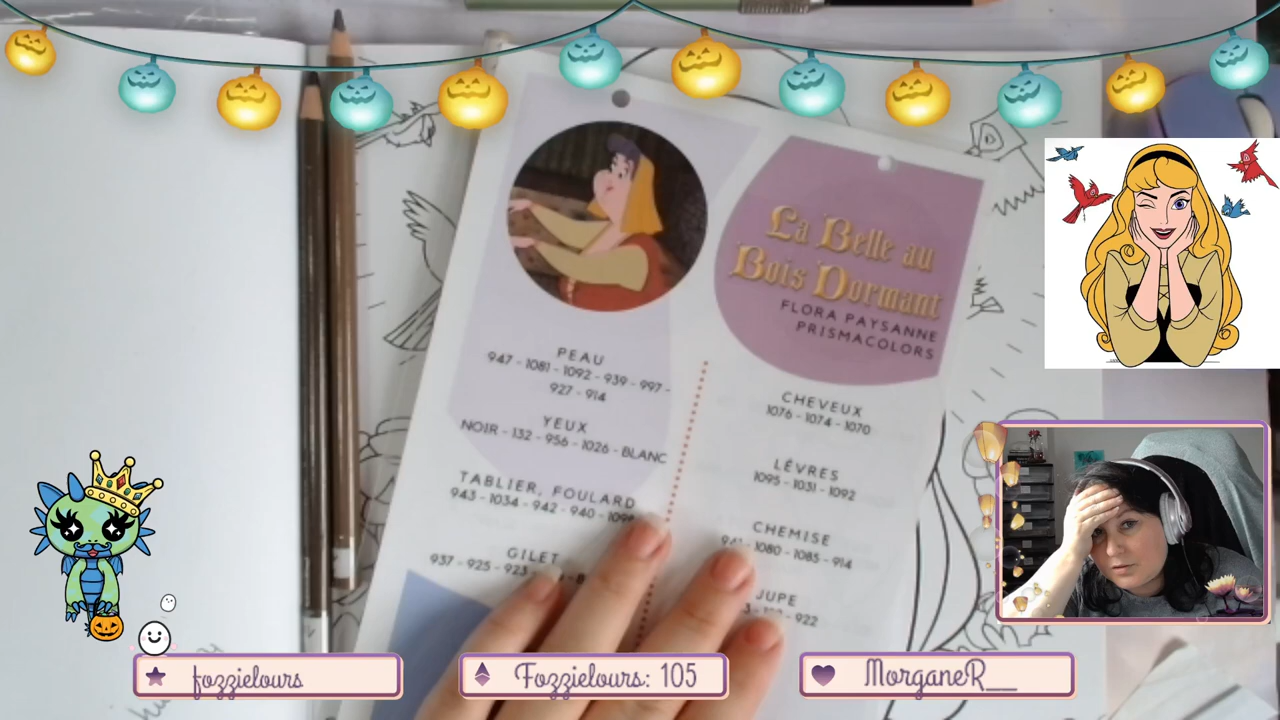 La Belle au
Bois Dormant
FLORA PAYSANNE
PRISMACOLORS
PEAU
947 - 1081 - 1092 - 939 - 997 -
927 - 914
YEUX
NOIR - 132 - 956 - 1026 - BLANC
TABLIER, FOULARD
943 - 1034 - 942 - 940 -
GILET
937 - 925 - 923
CHEVEUX
1076 - 1074 - 1070
LÈVRES
1095 - 1031 - 1092
CHEMISE
1080 - 1085 - 914
JUPE
922
fozzielours
Fozzielours: 105
MorganeR__